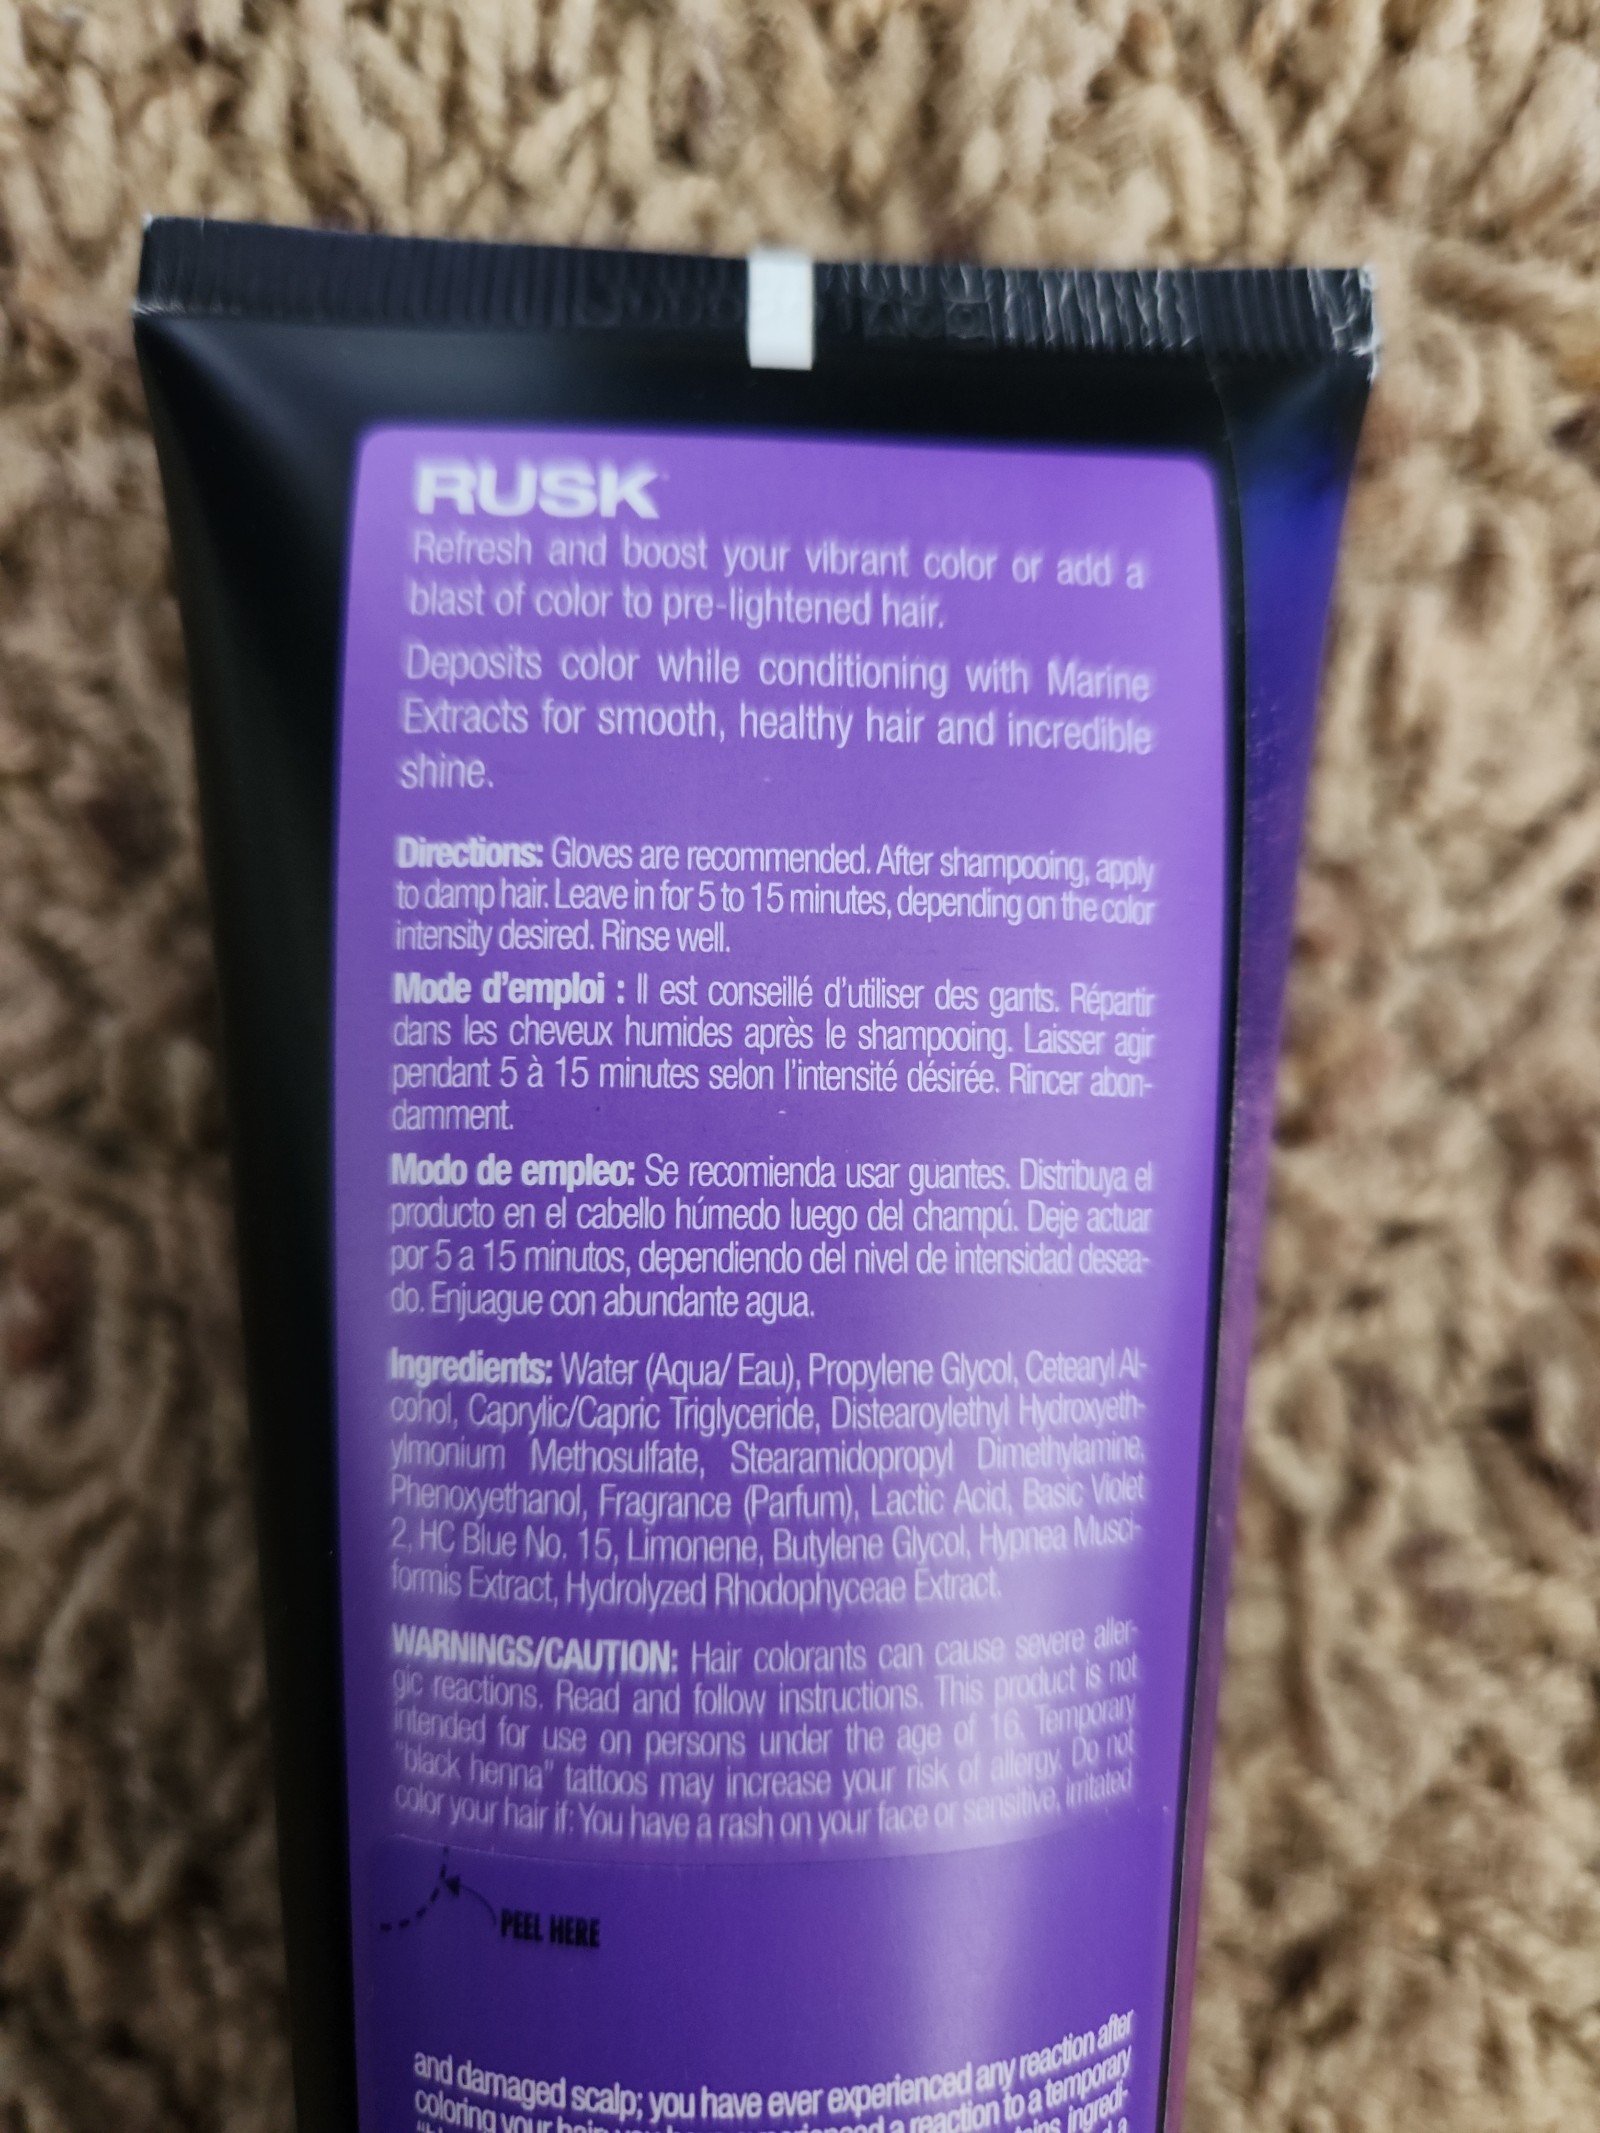 RUSK
Refresh and boost your vibrant color or add a
blast of color to pre-lightened hair.
Deposits color while conditioning with Marine
Extracts for smooth, healthy hair and incredible
shine.
Directions: Gloves are recommended. After shampooing, apply
to damp hair. Leave in for 5 to 15 minutes, depending on the color
intensity desired. Rinse well.
Mode d'emploi : Il est conseillé d'utiliser des gants. Répartir
dans les cheveux humides après le shampooing. Laisser agir
pendant 5 à 15 minutes selon l'intensité désirée. Rincer abon-
damment.
Modo de empleo: Se recomienda usar guantes. Distribuya el
producto en el cabello húmedo luego del champú. Deje actuar
por 5 a 15 minutos, dependiendo del nivel de intensidad desea-
do. Enjuague con abundante agua.
Ingredients: Water (Aqua/ Eau), Propylene Glycol, Cetearyl Al-
cohol, Caprylic/Capric Triglyceride, Distearoylethyl Hydroxyeth-
ylmonium Methosulfate, Stearamidopropyl Dimethylamine,
Phenoxyethanol, Fragrance (Parfum), Lactic Acid, Basic Violet
2, HC Blue No. 15, Limonene, Butylene Glycol, Hypnea Musci-
formis Extract, Hydrolyzed Rhodophyceae Extract.
WARNINGS/CAUTION: Hair colorants can cause severe aller-
gic reactions. Read and follow instructions. This product is not
intended for use on persons under the age of 16. Temporary
"black henna" tattoos may increase your risk of allergy. Do not
color your hair if: You have a rash on your face or sensitive, irritated
PEEL HERE
and damaged scalp; you have ever experienced any reaction after
coloring your hair; you have experienced a reaction to a temporary